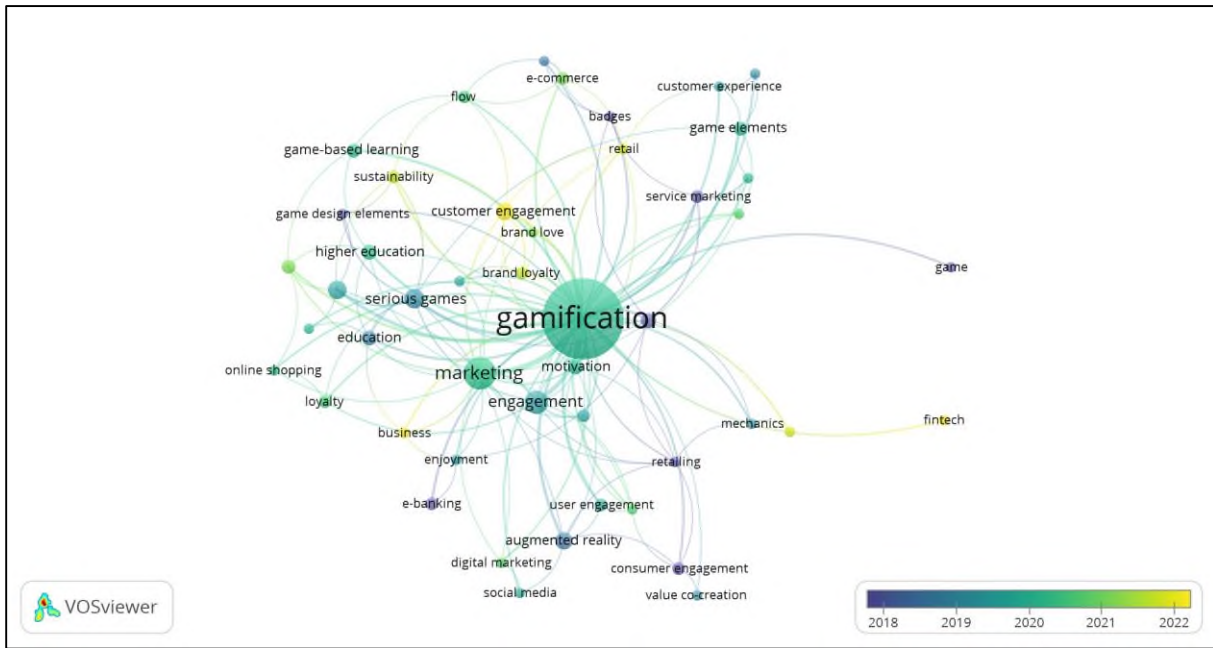 e-commerce
customer experience
flow
badges
game elements
game-based learning
retail
sustainability
service marketing
game design elements
customer engagement
brand love
higher education
game
brand loyalty
serious games
gamification
education
online shopping
marketing
motivation
loyalty
engagement
fintech
mechanics
business
enjoyment
retailing
e-banking
user engagement
augmented reality
digital marketing
consumer engagement
social media
value co-creation
VOSviewer
2018 2019 2020 2021 2022